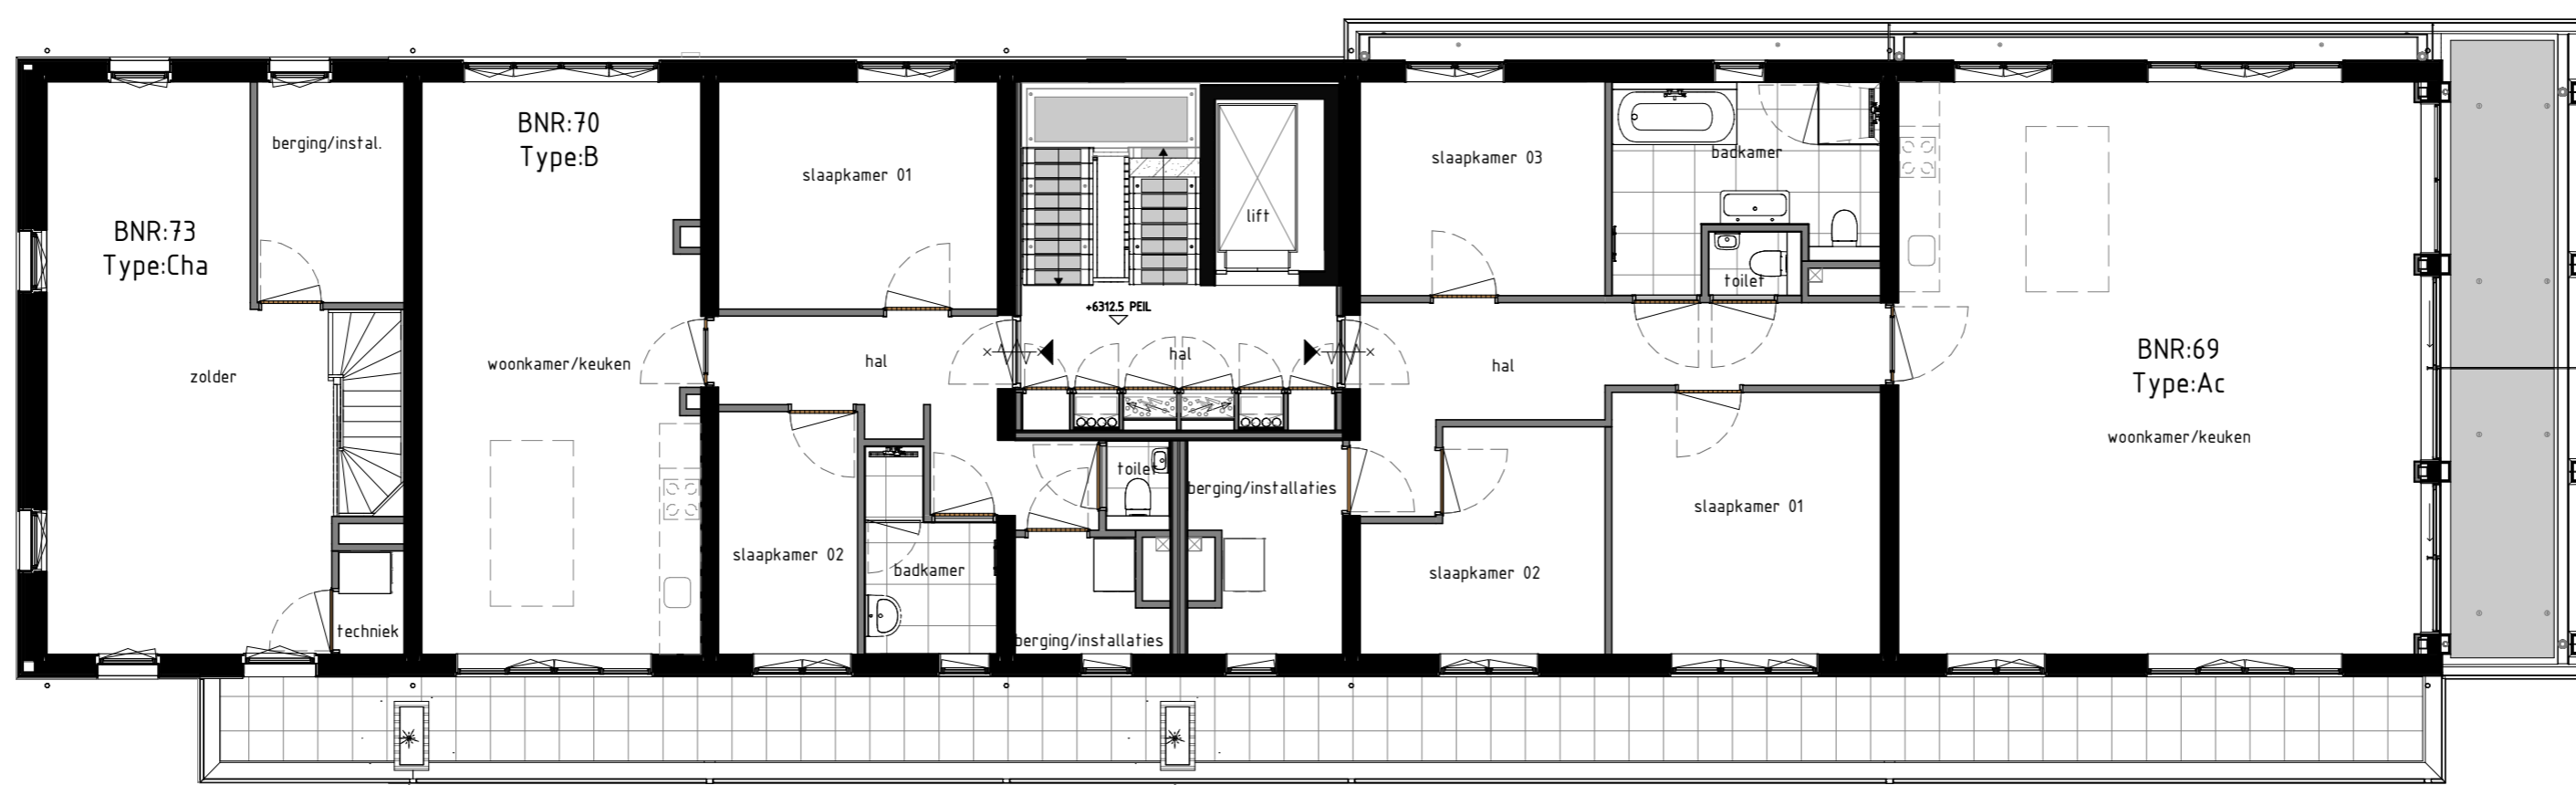 BNR:73
Type:Cha
berging/instal.
zolder
techniek
BNR:70
Type:B
woonkamer/keuken
slaapkamer 01
hal
slaapkamer 02
badkamer
toilet
berging/installaties
lift
+6312.5 PEIL
hal
berging/installaties
slaapkamer 03
badkamer
toilet
hal
slaapkamer 02
slaapkamer 01
BNR:69
Type:Ac
woonkamer/keuken